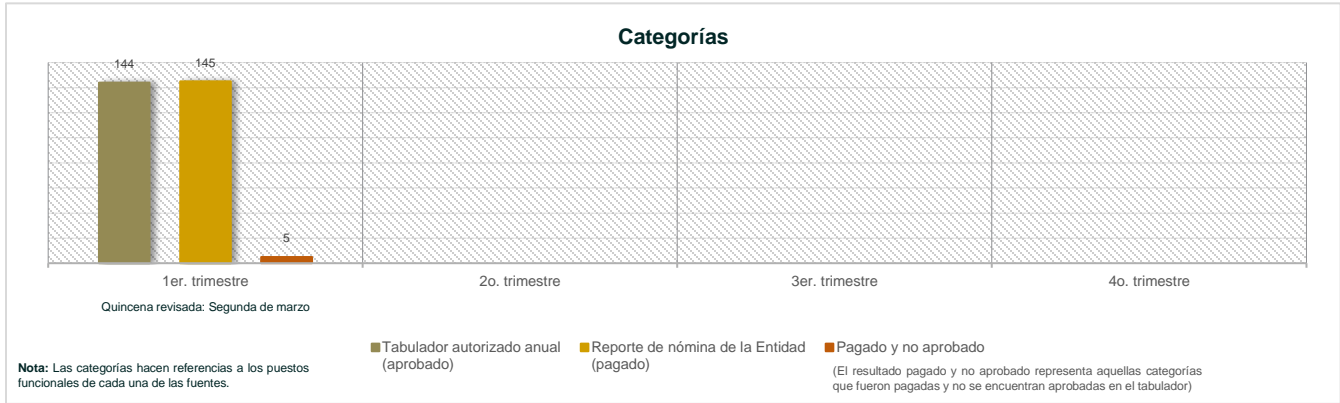 Categorías
144
145
5
1er. trimestre
2o. trimestre
3er. trimestre
4o. trimestre
Quincena revisada: Segunda de marzo
Tabulador autorizado anual
(aprobado)
Reporte de nómina de la Entidad
(pagado)
Pagado y no aprobado
(El resultado pagado y no aprobado representa aquellas categorías
que fueron pagadas y no se encuentran aprobadas en el tabulador)
Nota: Las categorías hacen referencias a los puestos
funcionales de cada una de las fuentes.